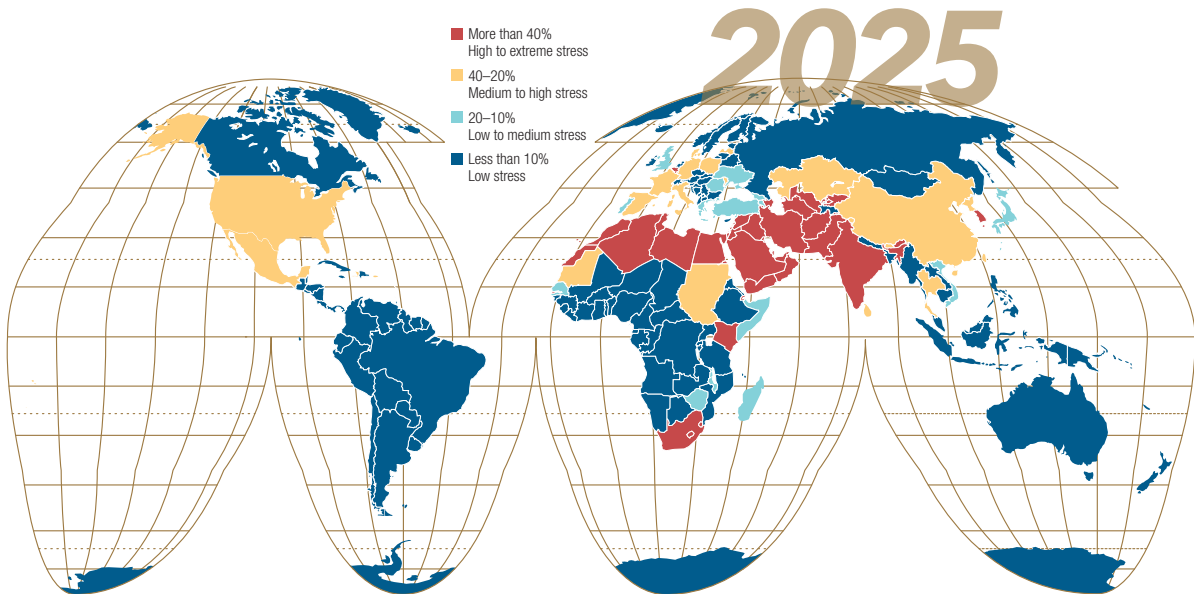 2025
More than 40%
High to extreme stress
40–20%
Medium to high stress
20–10%
Low to medium stress
Less than 10%
Low stress